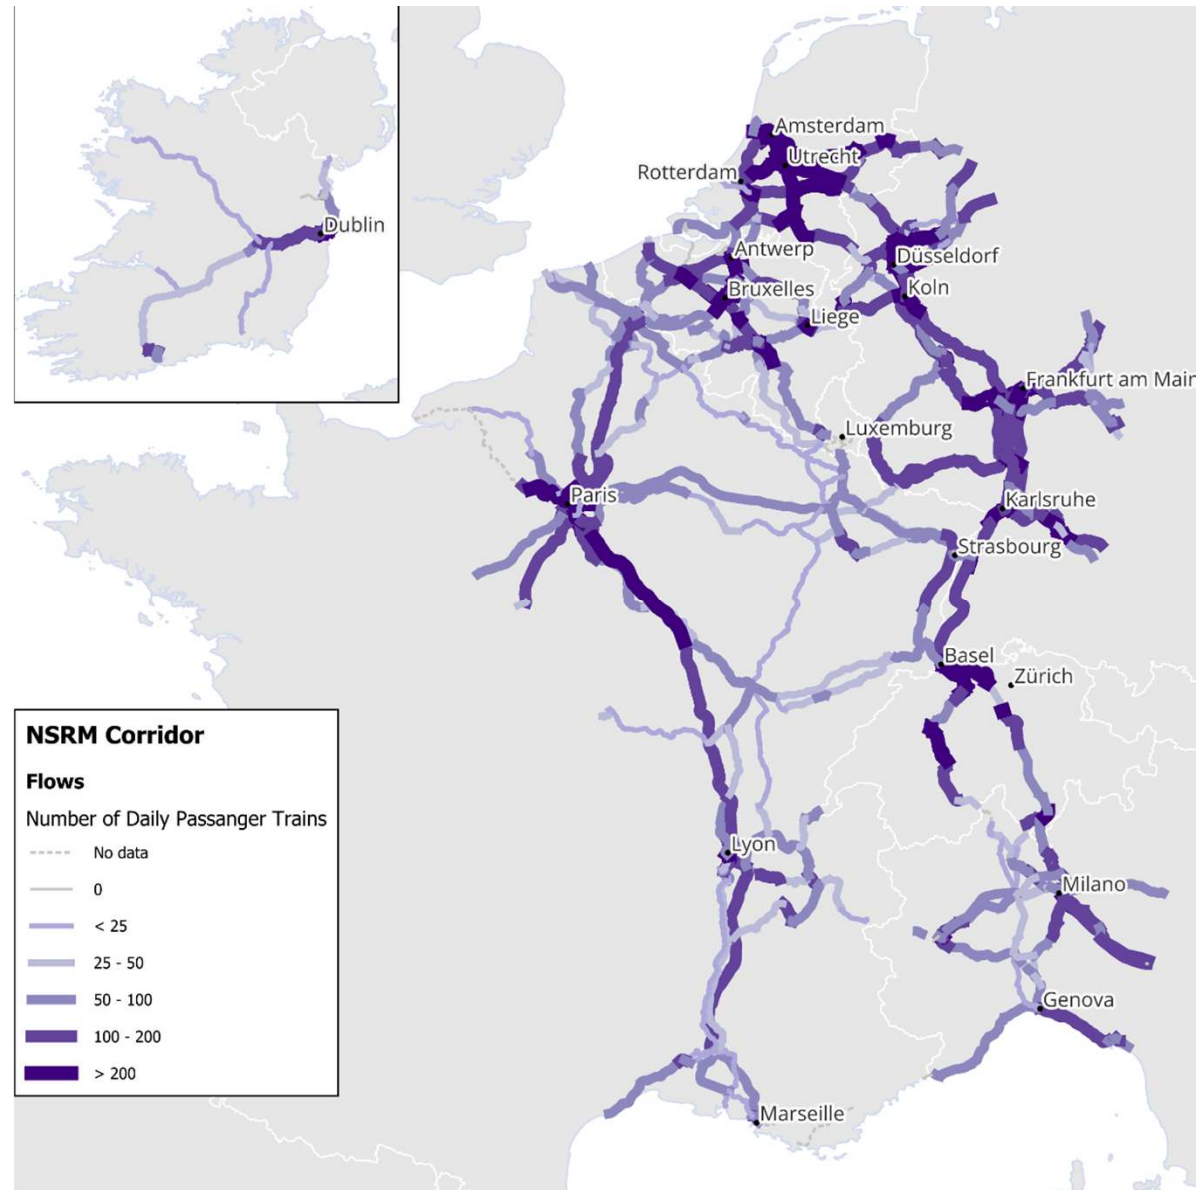 Amsterdam
Utrecht
Rotterdam
Dublin
Antwerp
Düsseldorf
Bruxelles
Koln
Liege
Frankfurt am Main
Luxemburg
Paris
Karlsruhe
Strasbourg
Basel
Zürich
NSRM Corridor
Flows
Number of Daily Passanger Trains
No data
0
< 25
25 - 50
50 - 100
100 - 200
> 200
Lyon
Milano
Genova
Marseille